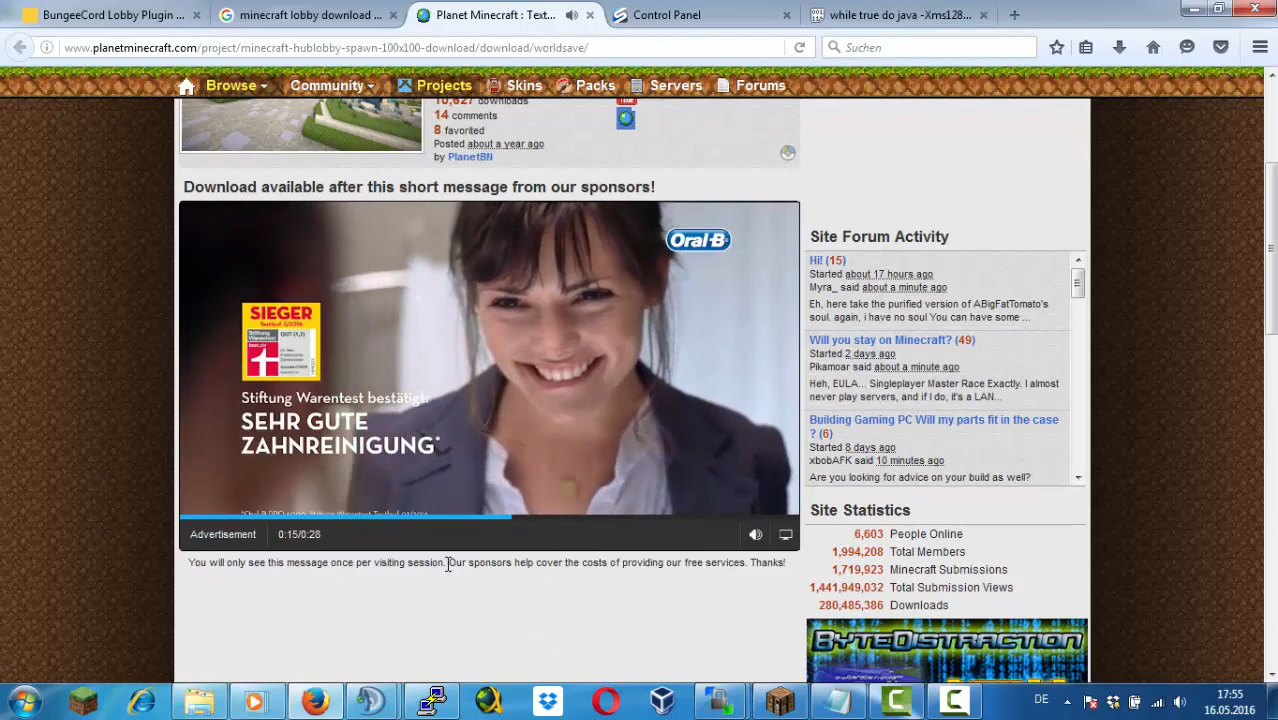 BungeeCord Lobby Plugin ...
minecraft lobby download ...
Planet Minecraft : Text...
Control Panel
while true do java -Xms128...
www.planetminecraft.com/project/minecraft-hublobby-spawn-100x100-download/download/worldsave/
Suchen
Browse
Community
Projects
Skins
Packs
Servers
Forums
10,627 downloads
14 comments
8 favorited
Posted about a year ago
by PlanetBN
Download available after this short message from our sponsors!
Oral-B
SIEGER
GUT (1,7)
Stiftung Warentest bestätigt:
SEHR GUTE
ZAHNREINIGUNG*
Advertisement
0:15/0:28
You will only see this message once per visiting session. Our sponsors help cover the costs of providing our free services. Thanks!
Site Forum Activity
Hi! (15)
Started about 17 hours ago
Myra_ said about a minute ago
Eh, here take the purified version of ABigFatTomato's
soul. again, i have no soul You can have some ...
Will you stay on Minecraft? (49)
Started 2 days ago
Pikamoar said about a minute ago
Heh, EULA... Singleplayer Master Race Exactly. I almost
never play servers, and if I do, it's a LAN...
Building Gaming PC Will my parts fit in the case
? (6)
Started 8 days ago
xbobAFK said 10 minutes ago
Are you looking for advice on your build as well?
Site Statistics
6,603 People Online
1,994,208 Total Members
1,719,923 Minecraft Submissions
1,441,949,032 Total Submission Views
280,485,386 Downloads
BYTEDISTRACTION
DE
17:55
16.05.2016